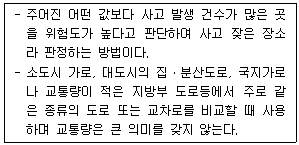 - 주어진 어떤 값보다 사고 발생 건수가 많은 곳
을 위험도가 높다고 판단하여 사고 잦은 장소
라 판정하는 방법이다.
- 소도시 가로, 대도시의 집·분산도로, 국지가로
나 교통량이 적은 지방부 도로등에서 주로 같
은 종류의 도로 또는 교차로를 비교할 때 사용
하며 교통량은 큰 의미를 갖지 않는다.